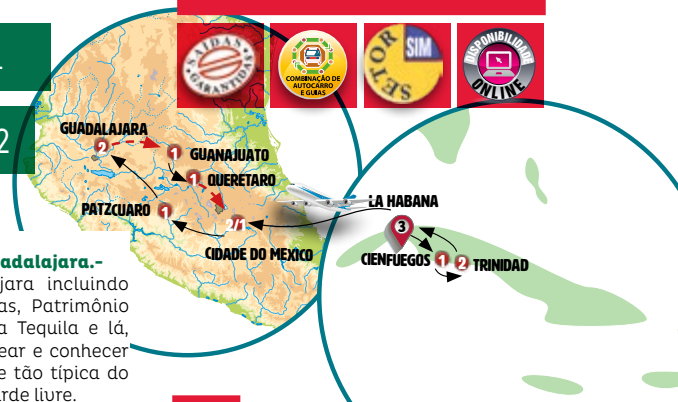 2
SAIDAS
GARANTIDAS
COMBINAÇÃO DE
AUTOCARRO
E GUIAS
SETOR
SIM
DISPONIBILIDADE
ONLINE
GUADALAJARA
2
1
GUANAJUATO
1
QUERETARO
PATZCUARO
1
2/1
CIDADE DO MEXICO
LA HABANA
3
CIENFUEGOS
1
2
TRINIDAD
adalajara.-
jara incluindo
as, Patrimônio
a Tequila e lá,
ear e conhecer
e tão típica do
arde livre.